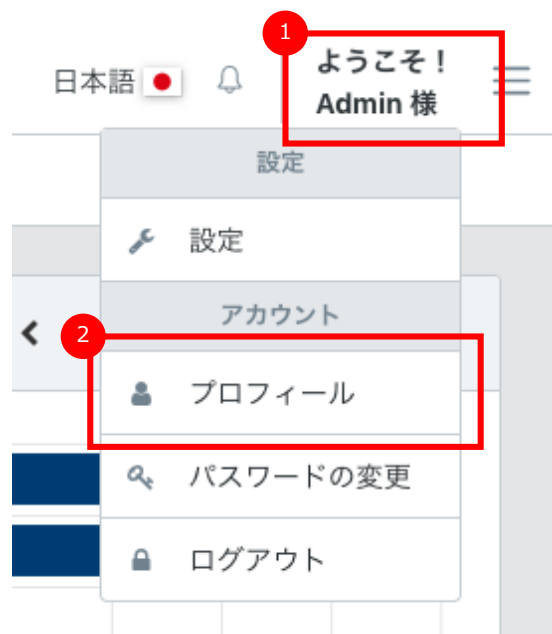 1
日本語
ようこそ！
Admin 様
設定
設定
アカウント
2
プロフィール
パスワードの変更
ログアウト